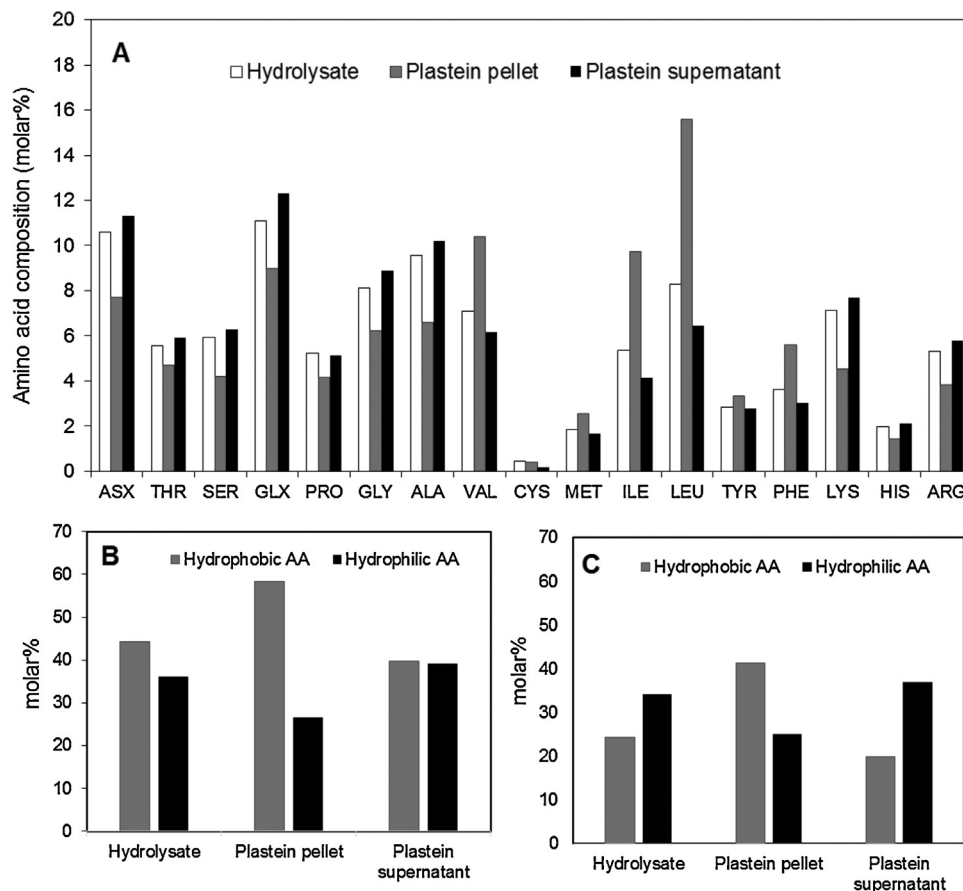 A
Hydrolysate Plastein pellet Plastein supernatant
Amino acid composition (molar%)
20
18
16
14
12
10
8
6
4
2
0
ASX THR SER GLX PRO GLY ALA VAL CYS MET ILE LEU TYR PHE LYS HIS ARG
B
Hydrophobic AA Hydrophilic AA
molar%
70
60
50
40
30
20
10
0
Hydrolysate Plastein pellet Plastein
supernatant
C
Hydrophobic AA Hydrophilic AA
molar%
70
60
50
40
30
20
10
0
Hydrolysate Plastein pellet Plastein
supernatant